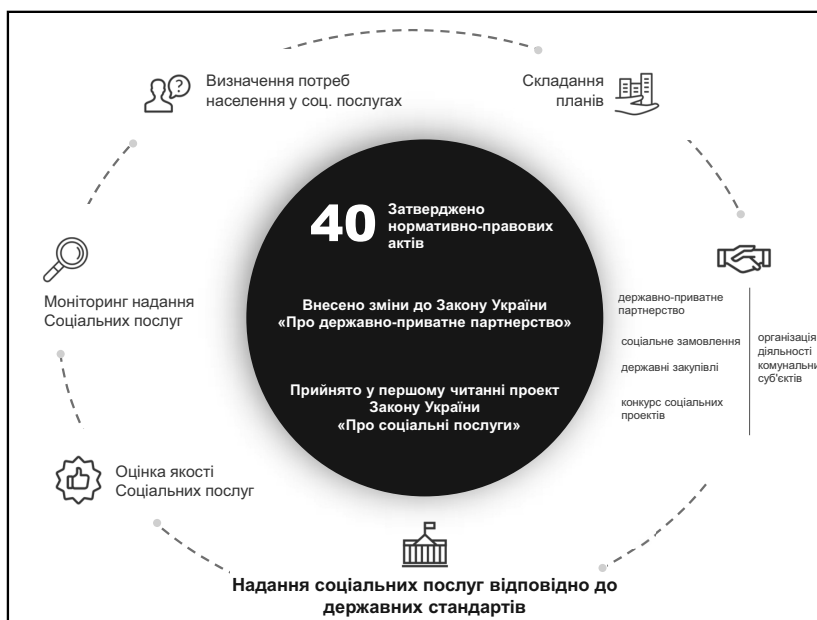 Визначення потреб
населення у соц. послугах
Складання
планів
40
Затверджено
нормативно-правових
актів
Внесено зміни до Закону України
«Про державно-приватне партнерство»
Прийнято у першому читанні проект
Закону України
«Про соціальні послуги»
державно-приватне
партнерство
соціальне замовлення
державні закупівлі
конкурс соціальних
проектів
організація
діяльності
комунальни
суб'єктів
Моніторинг надання
Соціальних послуг
Оцінка якості
Соціальних послуг
Надання соціальних послуг відповідно до
державних стандартів